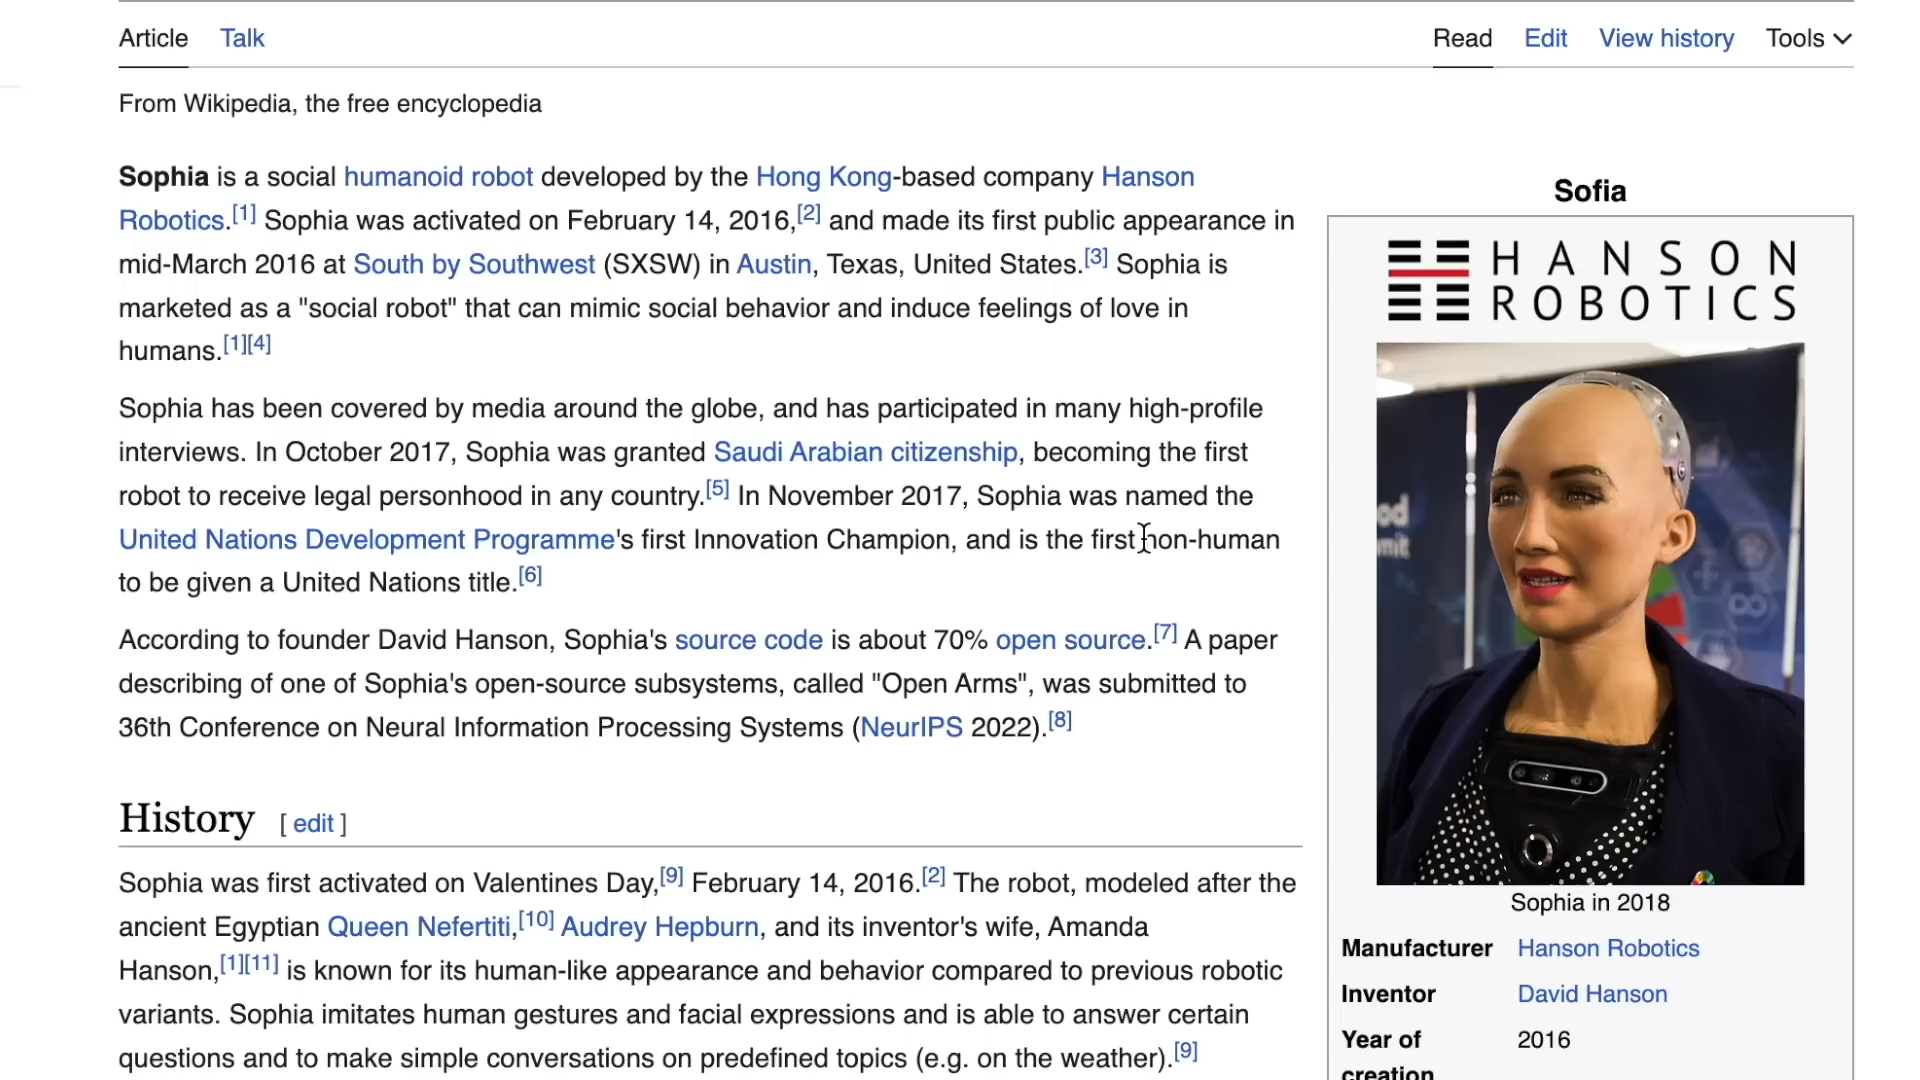 Article Talk Read Edit View history Tools
From Wikipedia, the free encyclopedia
Sophia is a social humanoid robot developed by the Hong Kong-based company Hanson
Robotics.[1] Sophia was activated on February 14, 2016,[2] and made its first public appearance in
mid-March 2016 at South by Southwest (SXSW) in Austin, Texas, United States.[3] Sophia is
marketed as a "social robot" that can mimic social behavior and induce feelings of love in
humans.[1][4]
Sophia has been covered by media around the globe, and has participated in many high-profile
interviews. In October 2017, Sophia was granted Saudi Arabian citizenship, becoming the first
robot to receive legal personhood in any country.[5] In November 2017, Sophia was named the
United Nations Development Programme's first Innovation Champion, and is the first non-human
to be given a United Nations title.[6]
According to founder David Hanson, Sophia's source code is about 70% open source.[7] A paper
describing of one of Sophia's open-source subsystems, called "Open Arms", was submitted to
36th Conference on Neural Information Processing Systems (NeurIPS 2022).[8]
History [ edit ]
Sophia was first activated on Valentines Day,[9] February 14, 2016.[2] The robot, modeled after the
ancient Egyptian Queen Nefertiti,[10] Audrey Hepburn, and its inventor's wife, Amanda
Hanson,[1][11] is known for its human-like appearance and behavior compared to previous robotic
variants. Sophia imitates human gestures and facial expressions and is able to answer certain
questions and to make simple conversations on predefined topics (e.g. on the weather).[9]
Sofia
HANSON
ROBOTICS
od
mit
Sophia in 2018
Manufacturer Hanson Robotics
Inventor David Hanson
Year of 2016
creation